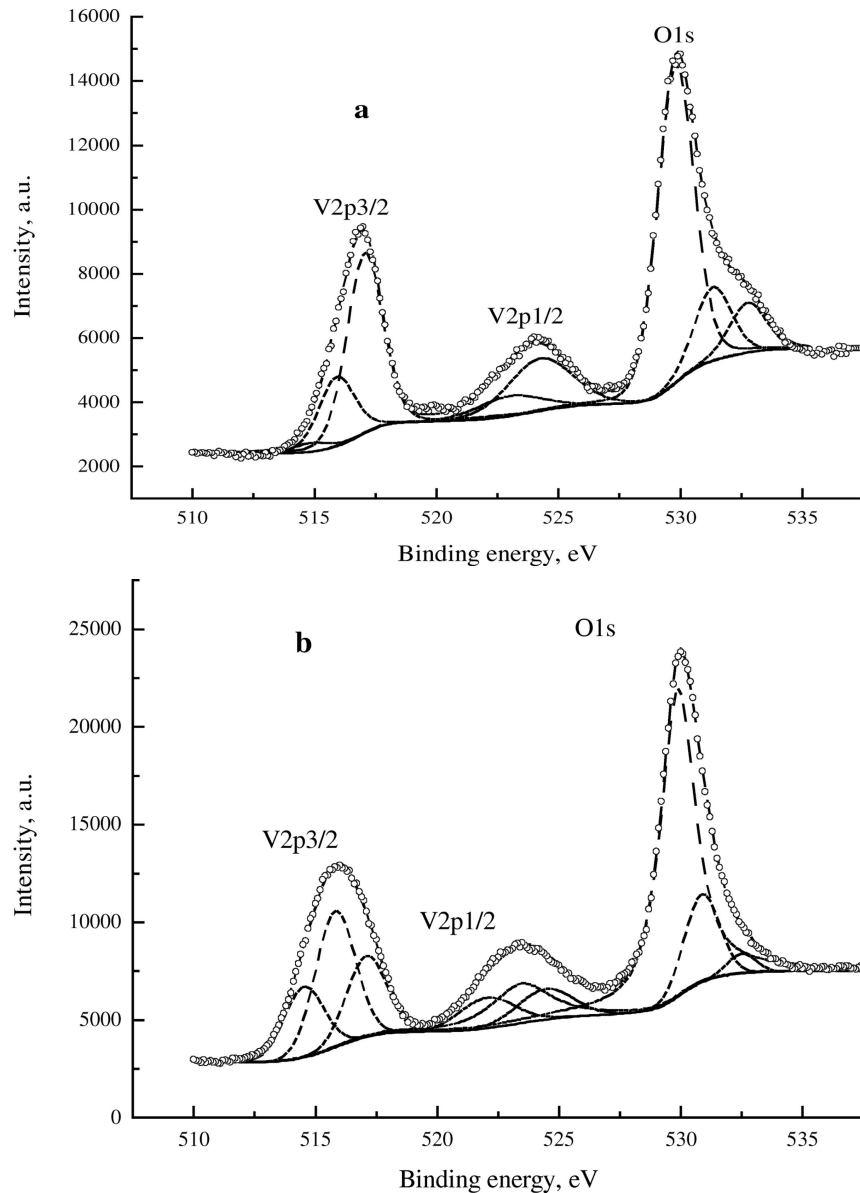 16000
O1s
14000
a
12000
V2p3/2
10000
Intensity, a.u.
8000
V2p1/2
6000
4000
2000
510
515
520
525
530
535
Binding energy, eV
25000
b
O1s
20000
Intensity, a.u.
15000
V2p3/2
V2p1/2
10000
5000
0
510
515
520
525
530
535
Binding energy, eV